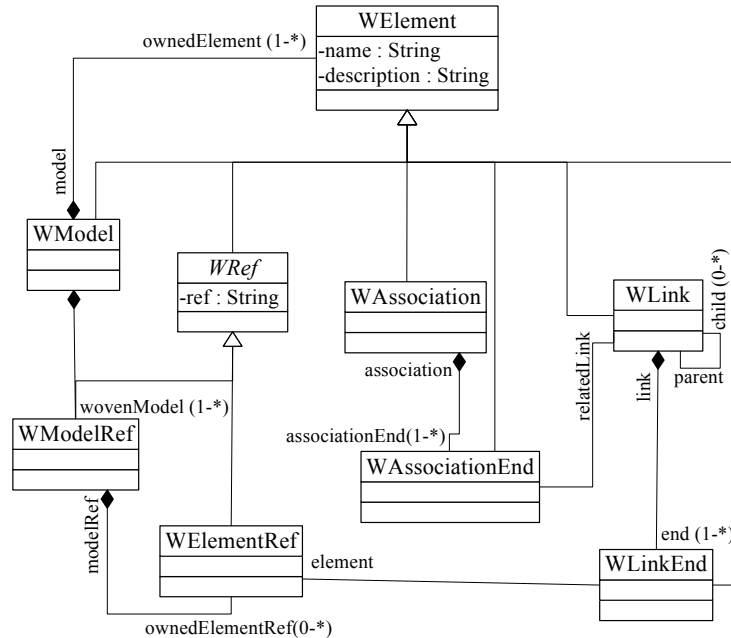 WElement
ownedElement (1-*)
-name : String
-description : String
model
WModel
WRef
-ref : String
WAssociation
WLink
child (0-*)
association
relatedLink
link
parent
wovenModel (1-*)
WModelRef
associationEnd(1-*)
WAssociationEnd
modelRef
WElementRef
element
end (1-*)
WLinkEnd
ownedElementRef(0-*)